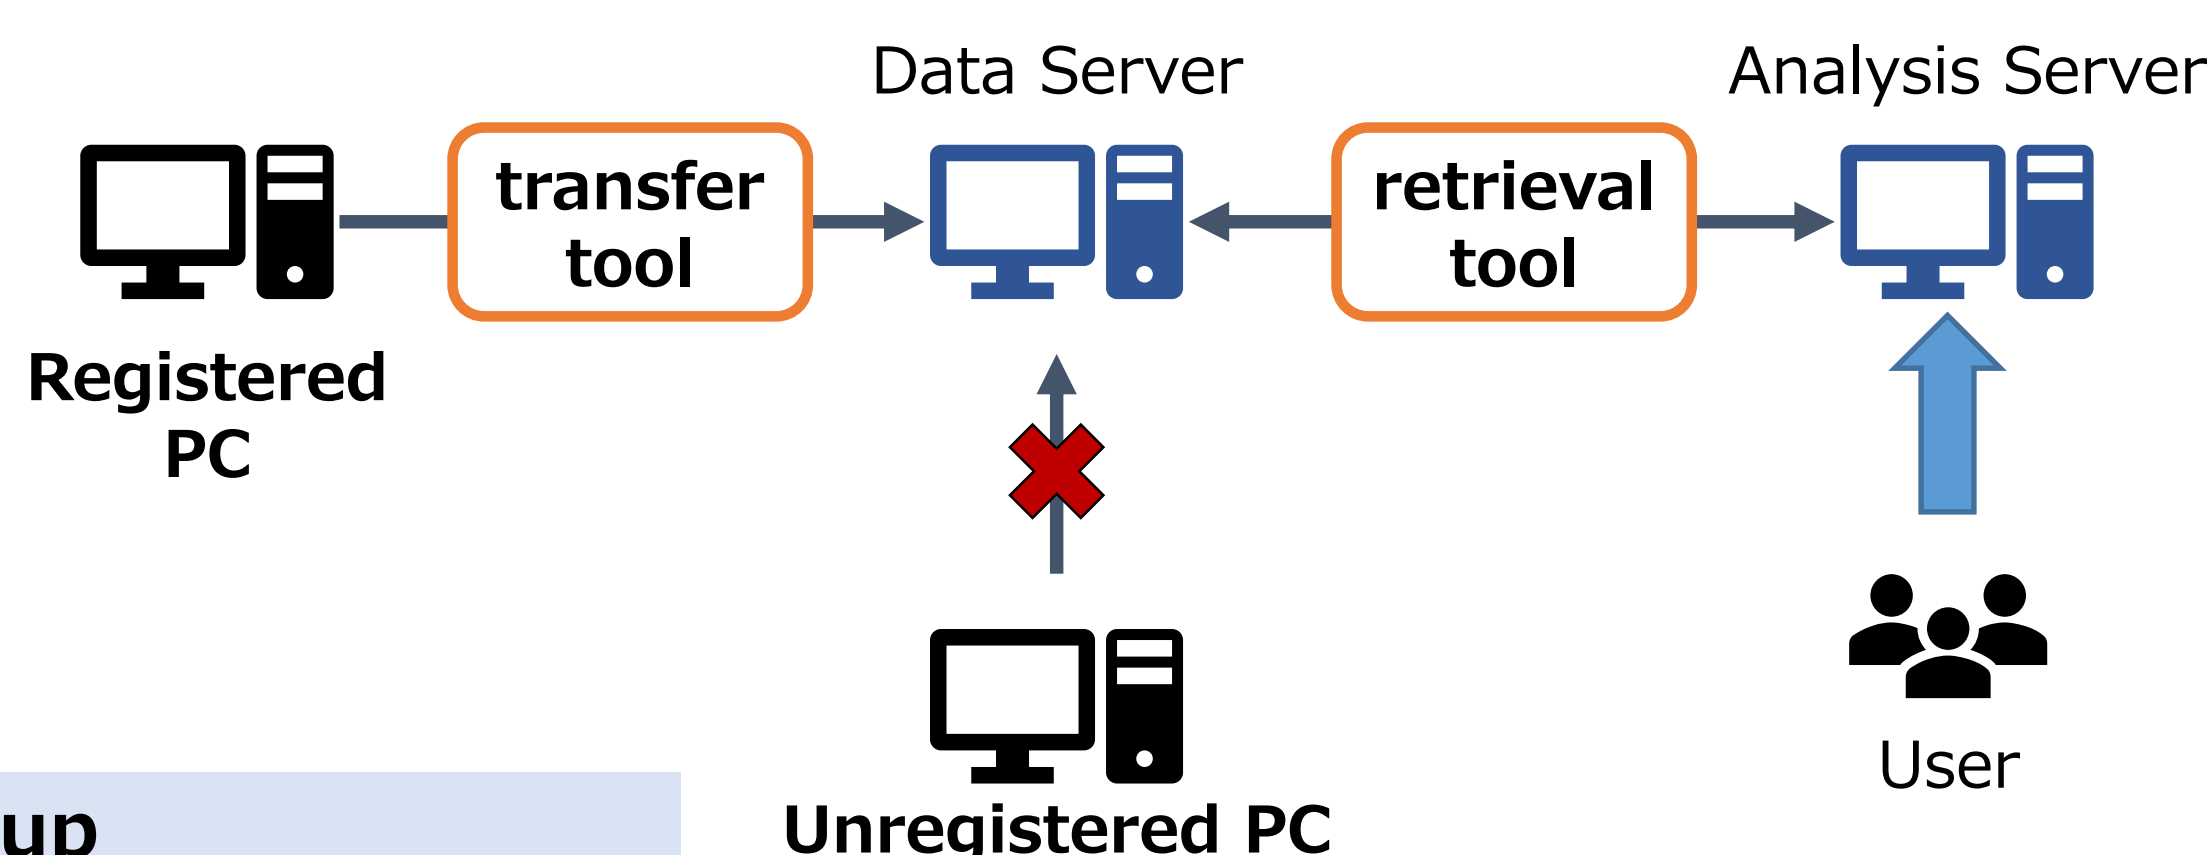 Data Server
Analysis Server
transfer
tool
retrieval
tool
Registered
PC
User
Unregistered PC
up